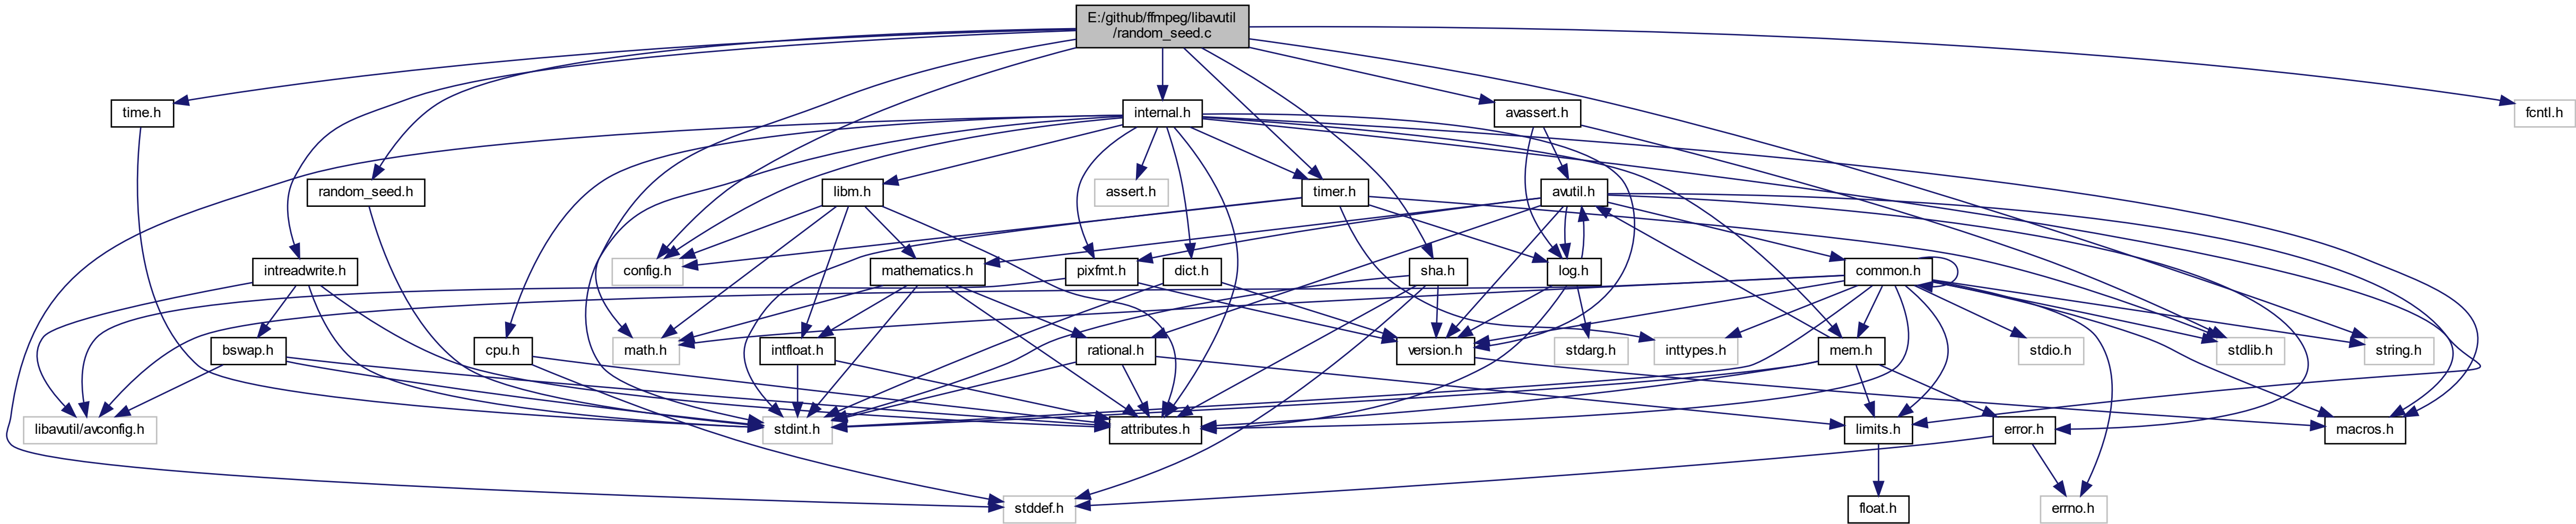 E:/github/ffmpeg/libavutil
/random_seed.c
time.h
internal.h
avassert.h
fcntl.h
random_seed.h
libm.h
assert.h
timer.h
avutil.h
intreadwrite.h
config.h
mathematics.h
pixfmt.h
dict.h
sha.h
log.h
common.h
bswap.h
cpu.h
math.h
intfloat.h
rational.h
version.h
stdarg.h
inttypes.h
mem.h
stdio.h
stdlib.h
string.h
libavutil/avconfig.h
stdint.h
attributes.h
limits.h
error.h
macros.h
stddef.h
float.h
errno.h